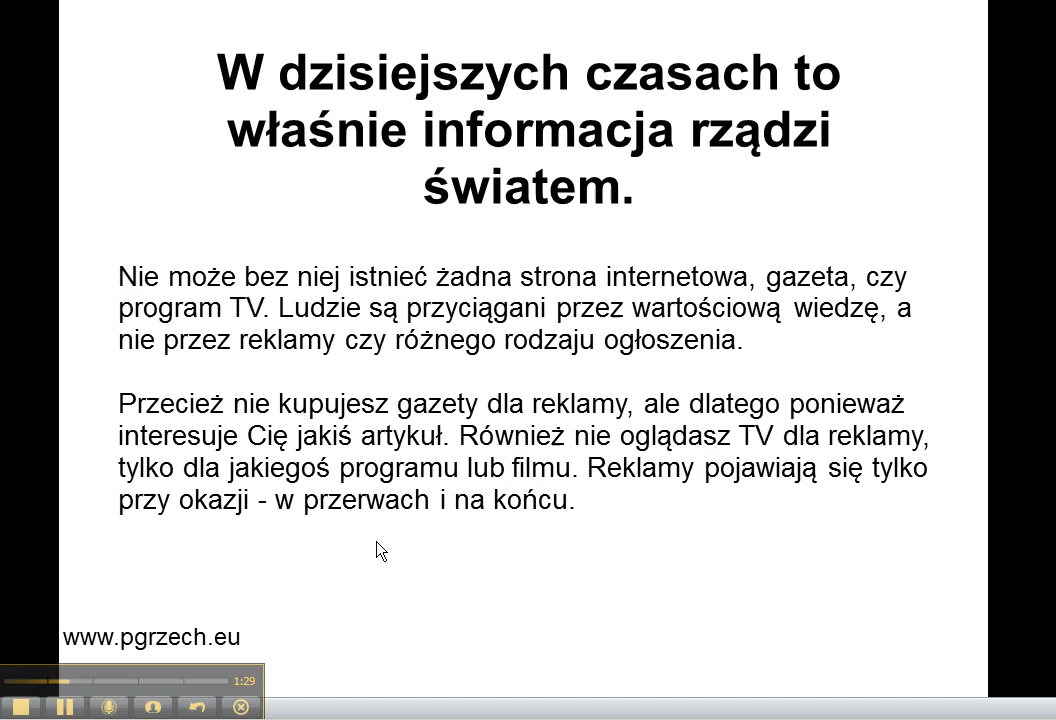 W dzisiejszych czasach to
właśnie informacja rządzi
światem.
Nie może bez niej istnieć żadna strona internetowa, gazeta, czy
program TV. Ludzie są przyciągani przez wartościową wiedzę, a
nie przez reklamy czy różnego rodzaju ogłoszenia.
Przecież nie kupujesz gazety dla reklamy, ale dlatego ponieważ
interesuje Cię jakiś artykuł. Również nie oglądasz TV dla reklamy,
tylko dla jakiegoś programu lub filmu. Reklamy pojawiają się tylko
przy okazji - w przerwach i na końcu.
www.pgrzech.eu
1:29